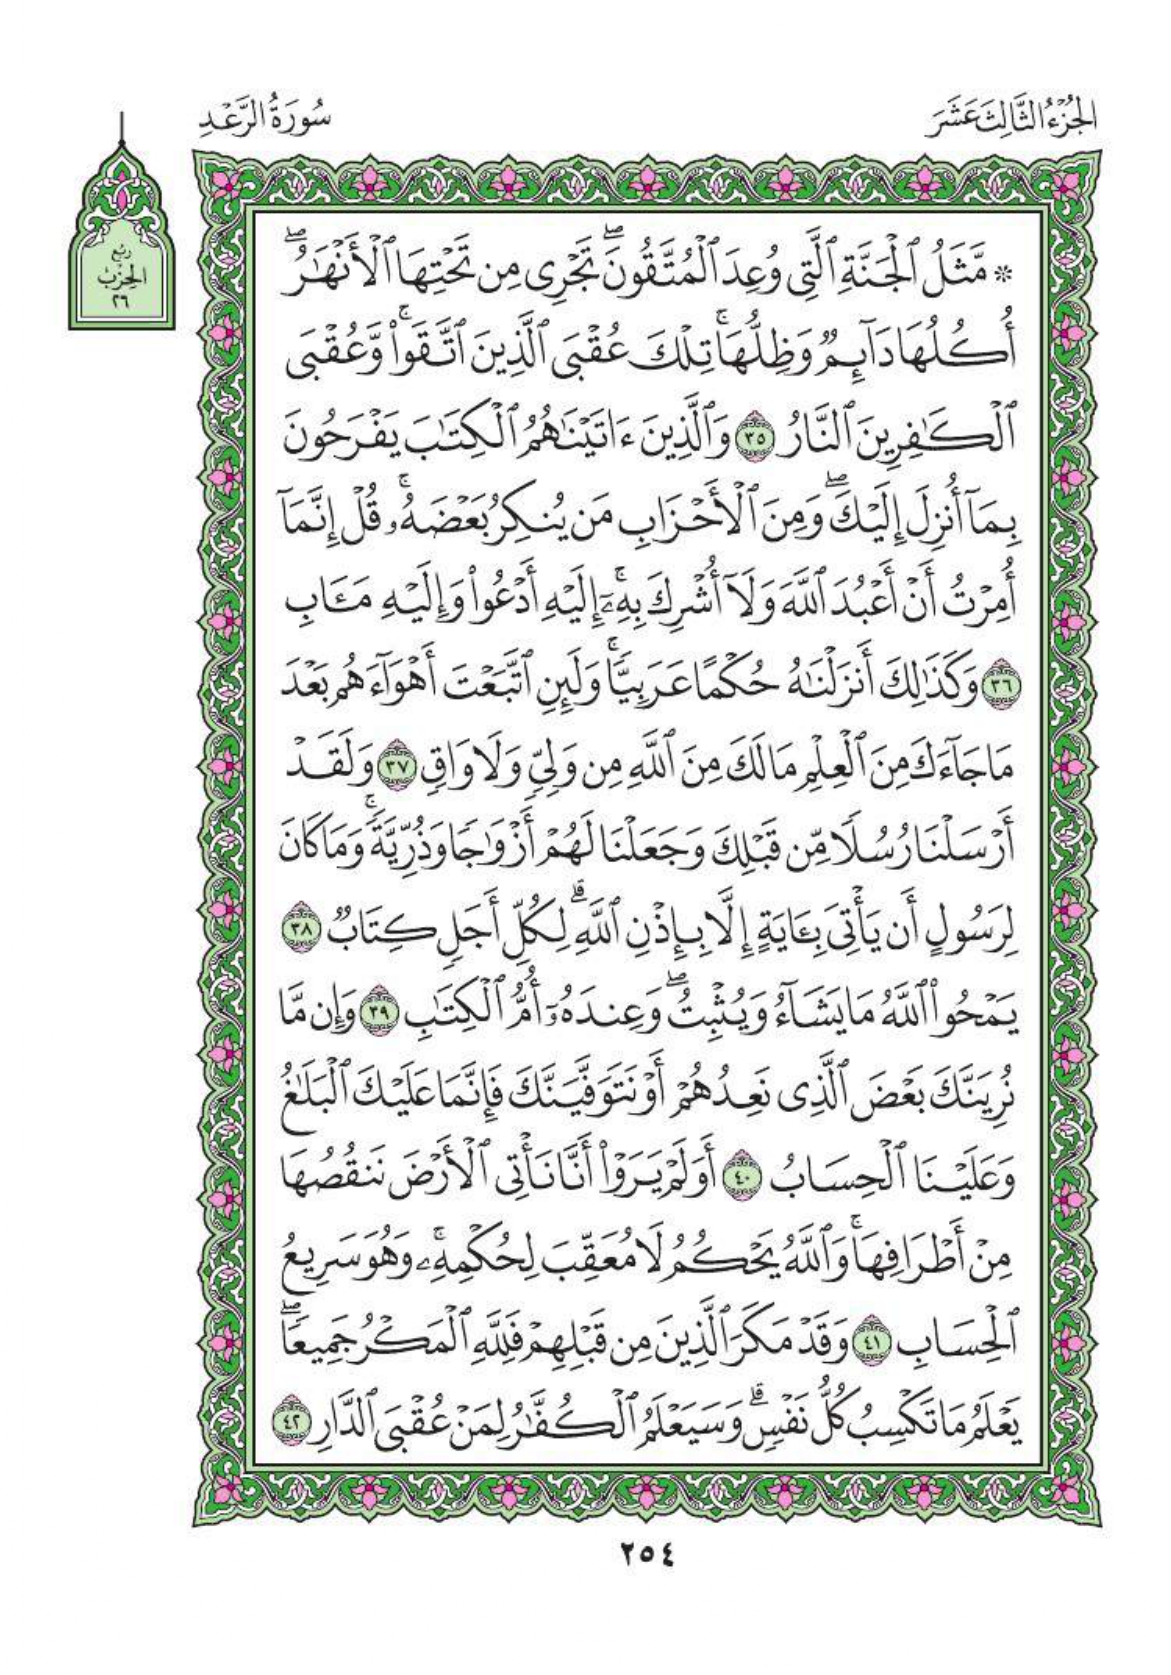 الجُزْءُ الثَّالِثَ عَشَرَ
سُورَةُ الرَّعْدِ
رُبْع
الحِزْبُ
٢٦
۞ مَّثَلُ ٱلْجَنَّةِ ٱلَّتِى وُعِدَ ٱلْمُتَّقُونَۖ تَجْرِى مِن تَحْتِهَا ٱلْأَنْهَٰرُۖ
أُكُلُهَا دَآئِمٌ وَظِلُّهَاۚ تِلْكَ عُقْبَى ٱلَّذِينَ ٱتَّقَوا۟ۚ وَّعُقْبَى
ٱلْكَٰفِرِينَ ٱلنَّارُ ٣٥ وَٱلَّذِينَ ءَاتَيْنَٰهُمُ ٱلْكِتَٰبَ يَفْرَحُونَ
بِمَآ أُنزِلَ إِلَيْكَۖ وَمِنَ ٱلْأَحْزَابِ مَن يُنكِرُ بَعْضَهُۥۚ قُلْ إِنَّمَآ
أُمِرْتُ أَنْ أَعْبُدَ ٱللَّهَ وَلَآ أُشْرِكَ بِهِۦٓۚ إِلَيْهِ أَدْعُوا۟ وَإِلَيْهِ مَـَٔابِ
٣٦ وَكَذَٰلِكَ أَنزَلْنَٰهُ حُكْمًا عَرَبِيًّاۚ وَلَئِنِ ٱتَّبَعْتَ أَهْوَآءَهُم بَعْدَ
مَا جَآءَكَ مِنَ ٱلْعِلْمِ مَا لَكَ مِنَ ٱللَّهِ مِن وَلِىٍّ وَلَا وَاقٍ ٣٧ وَلَقَدْ
أَرْسَلْنَا رُسُلًا مِّن قَبْلِكَ وَجَعَلْنَا لَهُمْ أَزْوَٰجًا وَذُرِّيَّةًۚ وَمَا كَانَ
لِرَسُولٍ أَن يَأْتِىَ بِـَٔايَةٍ إِلَّا بِإِذْنِ ٱللَّهِۗ لِكُلِّ أَجَلٍ كِتَابٌ ٣٨
يَمْحُوا۟ ٱللَّهُ مَا يَشَآءُ وَيُثْبِتُۖ وَعِندَهُۥٓ أُمُّ ٱلْكِتَٰبِ ٣٩ وَإِن مَّا
نُرِيَنَّكَ بَعْضَ ٱلَّذِى نَعِدُهُمْ أَوْ نَتَوَفَّيَنَّكَ فَإِنَّمَا عَلَيْكَ ٱلْبَلَٰغُ
وَعَلَيْنَا ٱلْحِسَابُ ٤٠ أَوَلَمْ يَرَوْا۟ أَنَّا نَأْتِى ٱلْأَرْضَ نَنقُصُهَا
مِنْ أَطْرَافِهَاۚ وَٱللَّهُ يَحْكُمُ لَا مُعَقِّبَ لِحُكْمِهِۦۚ وَهُوَ سَرِيعُ
ٱلْحِسَابِ ٤١ وَقَدْ مَكَرَ ٱلَّذِينَ مِن قَبْلِهِمْ فَلِلَّهِ ٱلْمَكْرُ جَمِيعًاۖ
يَعْلَمُ مَا تَكْسِبُ كُلُّ نَفْسٍۗ وَسَيَعْلَمُ ٱلْكُفَّٰرُ لِمَنْ عُقْبَى ٱلدَّارِ ٤٢
٢٥٤